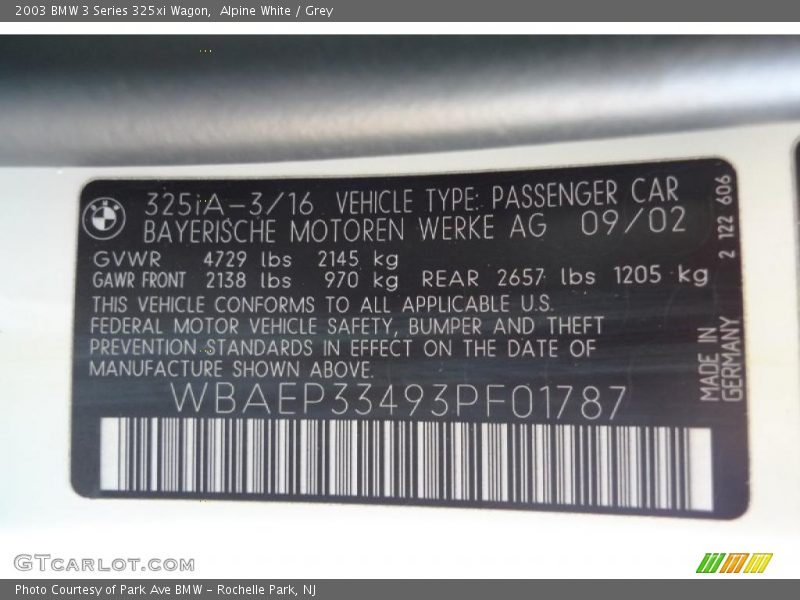 2003 BMW 3 Series 325xi Wagon,  Alpine White / Grey
325iA-3/16 VEHICLE TYPE: PASSENGER CAR
BAYERISCHE MOTOREN WERKE AG 09/02
GVWR 4729 lbs 2145 kg
GAWR FRONT 2138 lbs 970 kg REAR 2657 lbs 1205 kg
THIS VEHICLE CONFORMS TO ALL APPLICABLE U.S.
FEDERAL MOTOR VEHICLE SAFETY, BUMPER AND THEFT
PREVENTION STANDARDS IN EFFECT ON THE DATE OF
MANUFACTURE SHOWN ABOVE.
WBAEP33493PF01787
2 122 606
MADE IN
GERMANY
GTcarlot.com
Photo Courtesy of Park Ave BMW - Rochelle Park, NJ